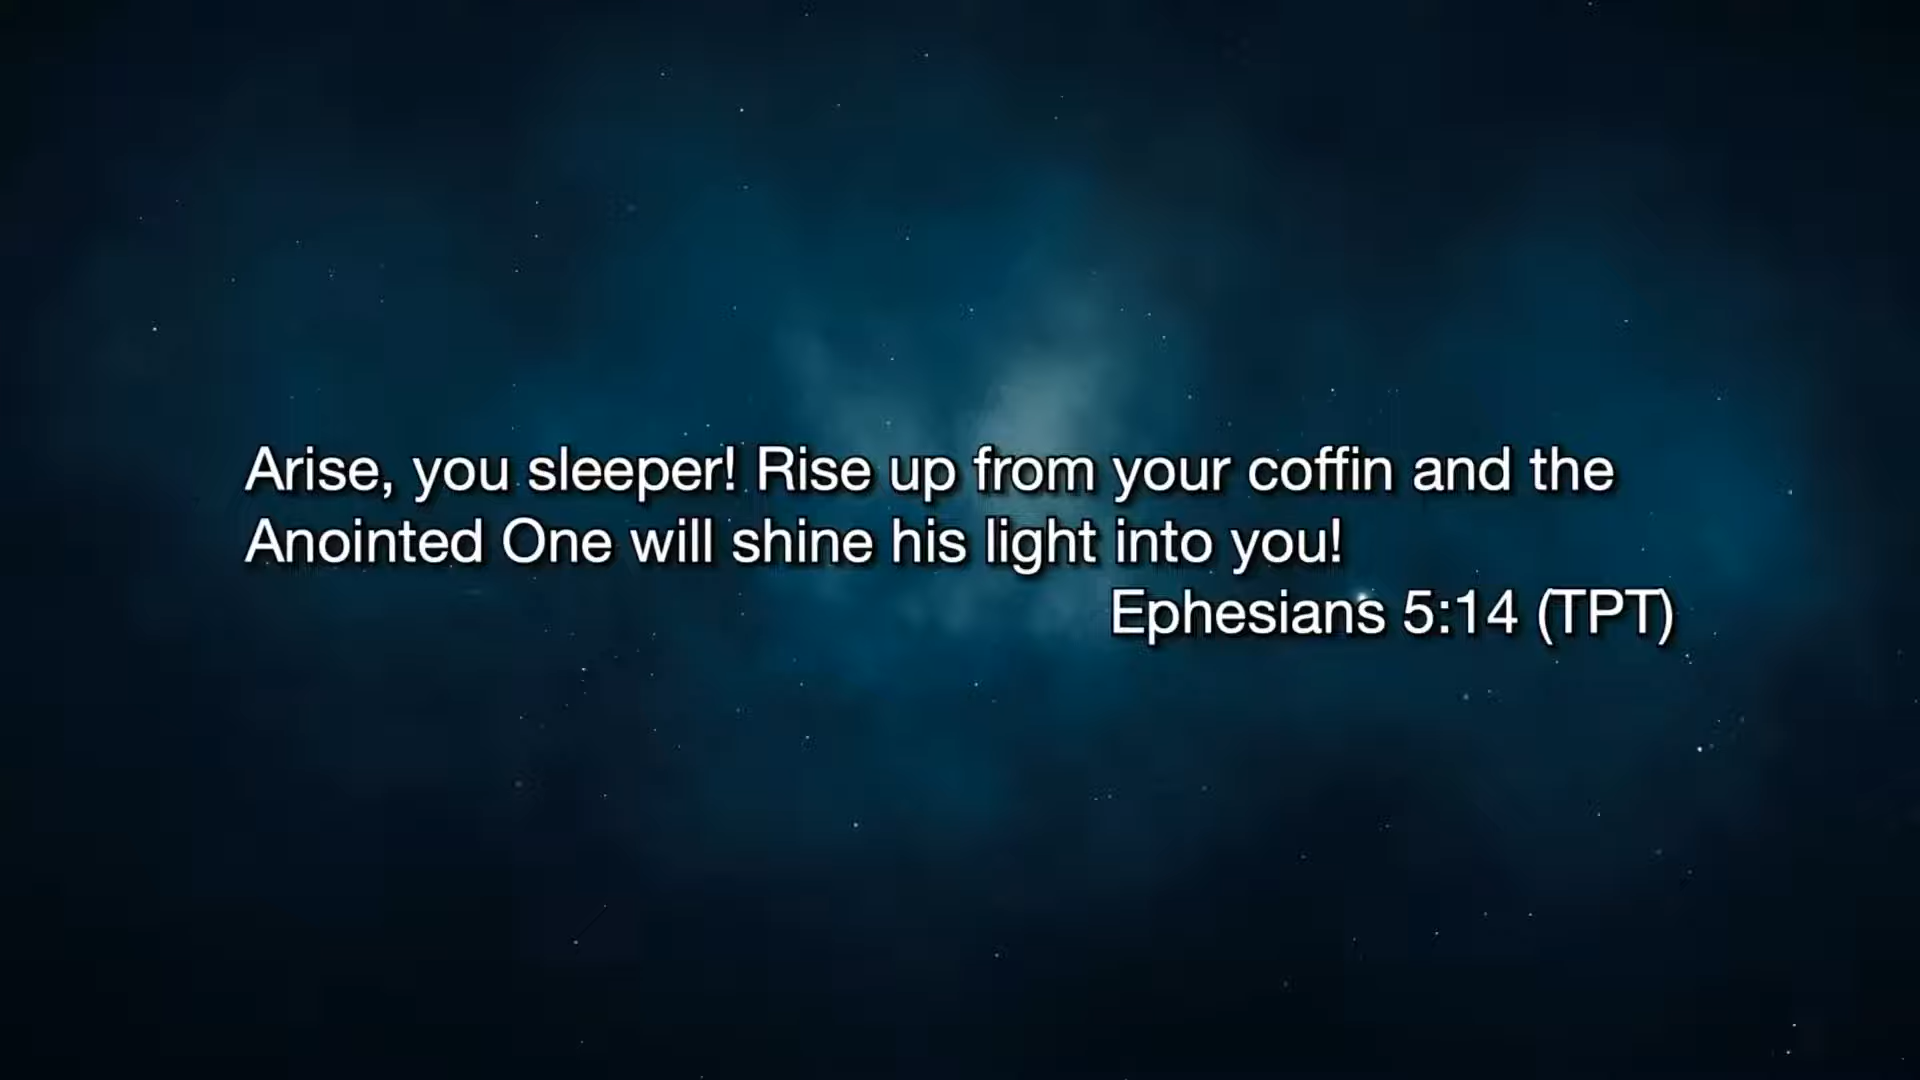 Arise, you sleeper! Rise up from your coffin and the
Anointed One will shine his light into you!
Ephesians 5:14 (TPT)